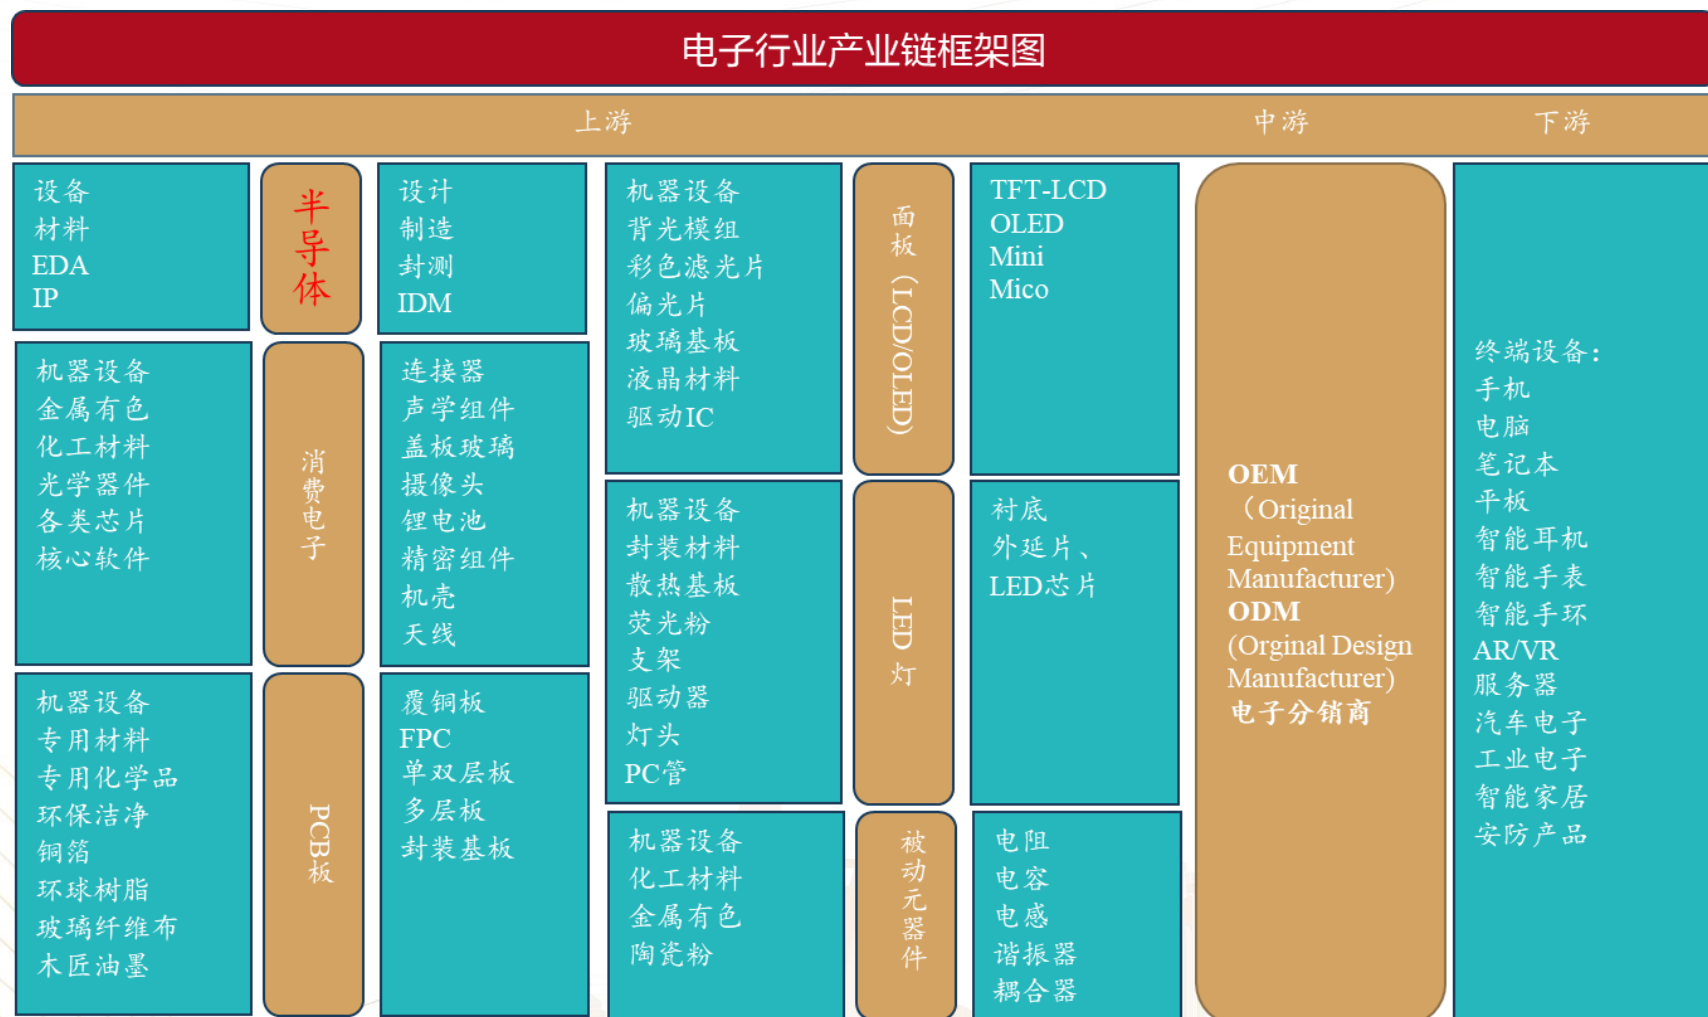 电子行业产业链框架图
上游
中游
下游
设备
材料
EDA
IP
半导体
设计
制造
封测
IDM
机器设备
金属有色
化工材料
光学器件
各类芯片
核心软件
消费电子
连接器
声学组件
盖板玻璃
摄像头
锂电池
精密组件
机壳
天线
机器设备
专用材料
专用化学品
环保洁净
铜箔
环球树脂
玻璃纤维布
木匠油墨
PCB板
覆铜板
FPC
单双层板
多层板
封装基板
机器设备
背光模组
彩色滤光片
偏光片
玻璃基板
液晶材料
驱动IC
面板（LCD/OLED)
TFT-LCD
OLED
Mini
Mico
机器设备
封装材料
散热基板
荧光粉
支架
驱动器
灯头
PC管
LED 灯
衬底
外延片、
LED芯片
机器设备
化工材料
金属有色
陶瓷粉
被动元器件
电阻
电容
电感
谐振器
耦合器
OEM
（Original
Equipment
Manufacturer)
ODM
(Orginal Design
Manufacturer)
电子分销商
终端设备：
手机
电脑
笔记本
平板
智能耳机
智能手表
智能手环
AR/VR
服务器
汽车电子
工业电子
智能家居
安防产品